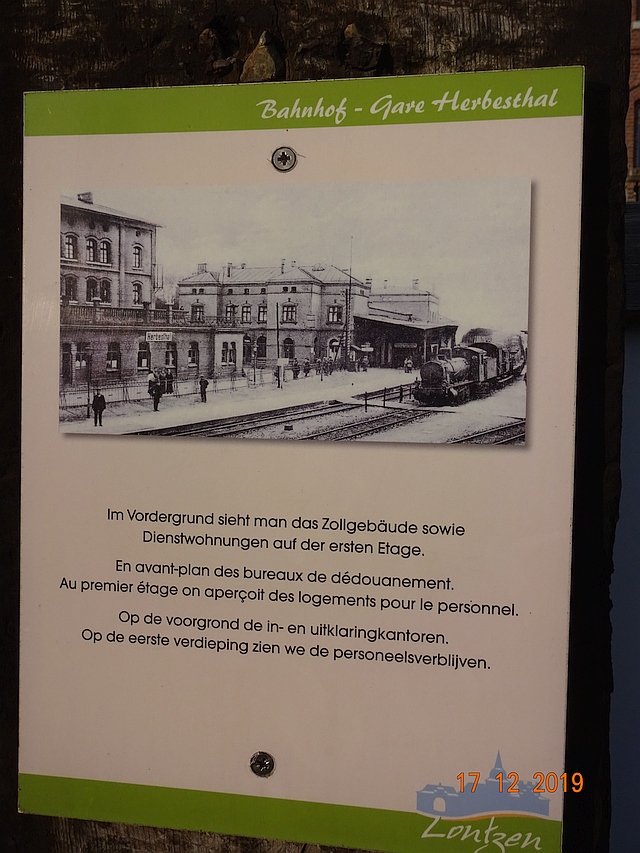 Bahnhof - Gare Herbesthal
Herbesthal
Im Vordergrund sieht man das Zollgebäude sowie
Dienstwohnungen auf der ersten Etage.
En avant-plan des bureaux de dédouanement.
Au premier étage on aperçoit des logements pour le personnel.
Op de voorgrond de in- en uitklaringkantoren.
Op de eerste verdieping zien we de personeelsverblijven.
17 12 2019
Lontzen